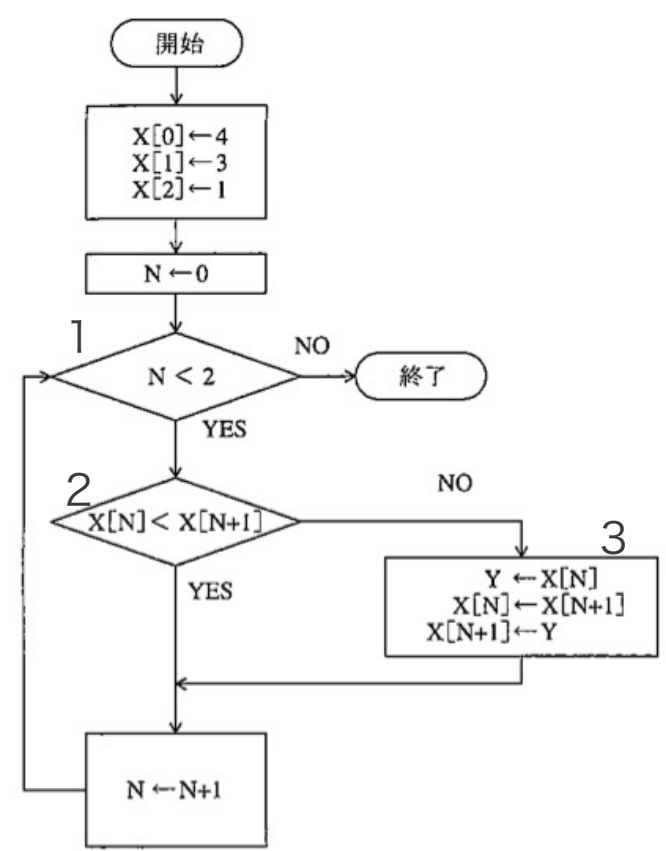 開始
X[0]←4
X[1]←3
X[2]←1
N←0
1
N < 2
NO
終了
YES
2
X[N] < X[N+1]
NO
3
YES
Y ←X[N]
X[N]←X[N+1]
X[N+1]←Y
N←N+1